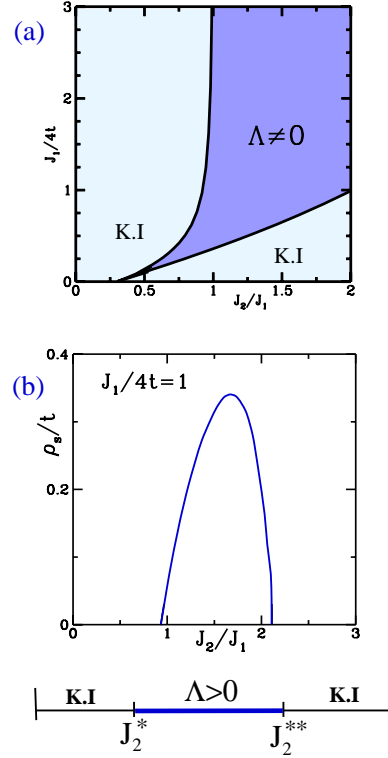 (a)
3
2
1
0
J₁/4t
Λ≠0
K.I
K.I
0
0.5
1
1.5
2
J₂/J₁
(b)
0.4
0.2
0
ρₛ/t
J₁/4t=1
0
1
2
3
J₂/J₁
K.I
Λ>0
K.I
J₂*
J₂**